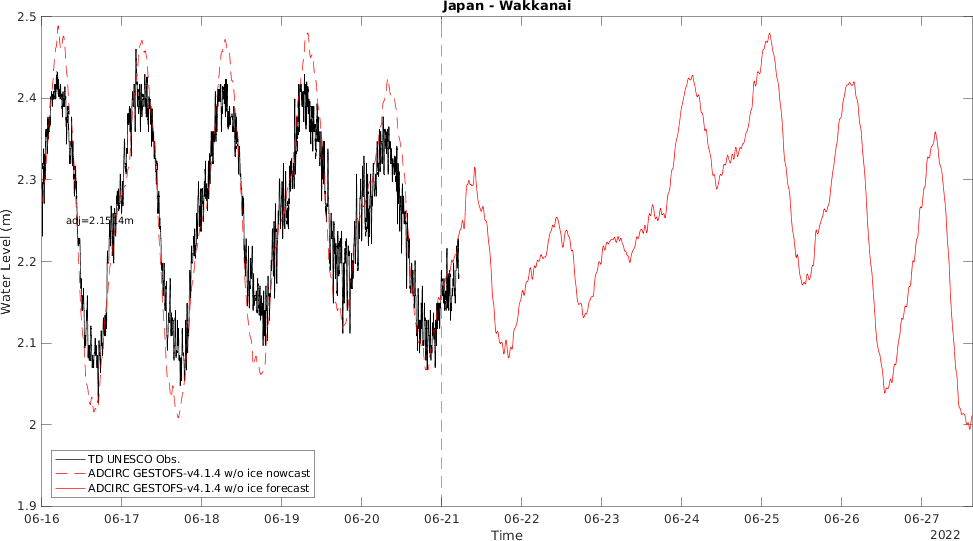 Japan - Wakkanai
2.5
2.4
2.3
2.2
2.1
2
1.9
Water Level (m)
TD UNESCO Obs.
ADCIRC GESTOFS-v4.1.4 w/o ice nowcast
ADCIRC GESTOFS-v4.1.4 w/o ice forecast
06-16 06-17 06-18 06-19 06-20 06-21 06-22 06-23 06-24 06-25 06-26 06-27
2022
Time